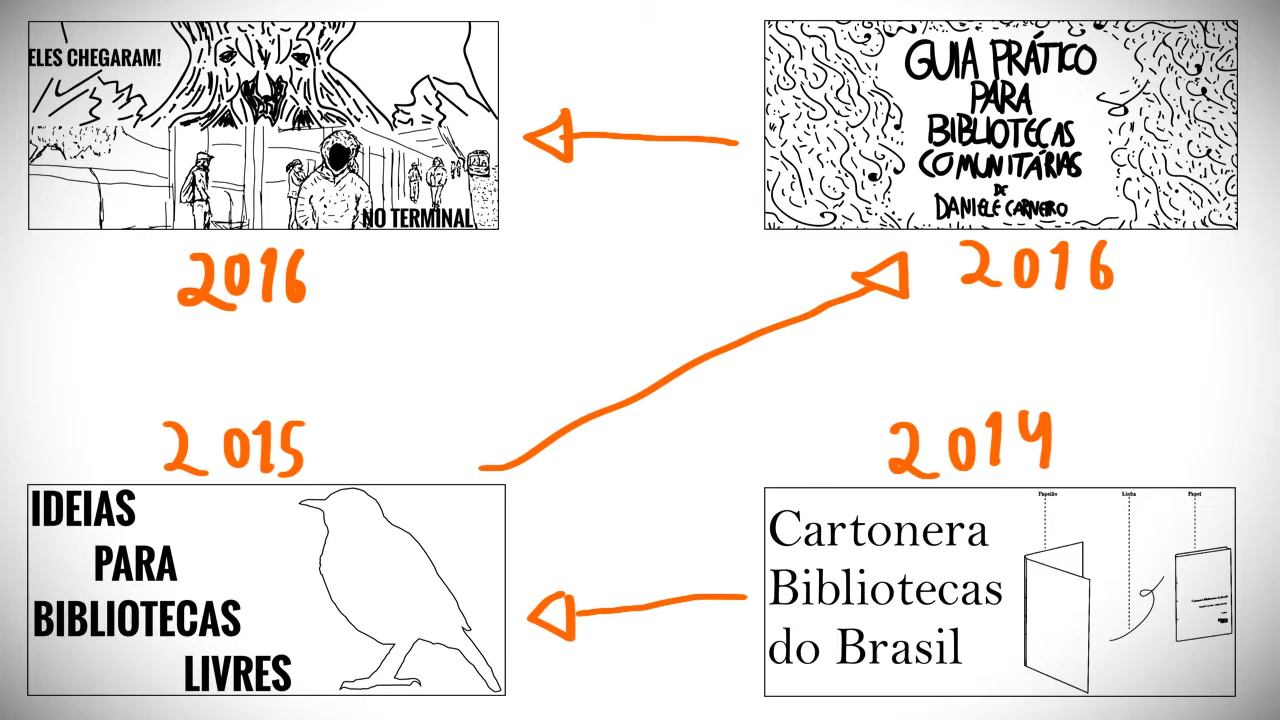 ELES CHEGARAM!
NO TERMINAL
2016
GUIA PRÁTICO
PARA
BIBLIOTECAS
COMUNITÁRIAS
DE
DANIELE CARNEIRO
2016
2015
IDEIAS
PARA
BIBLIOTECAS
LIVRES
2014
Cartonera
Bibliotecas
do Brasil
Papelão Linha Papel